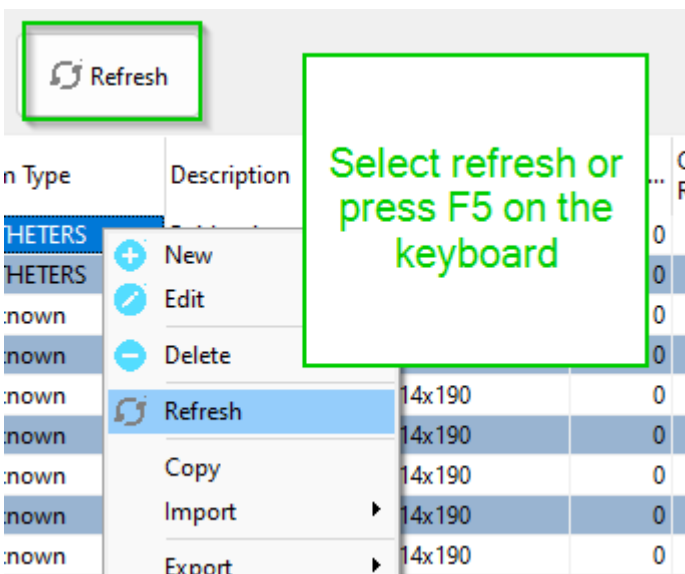 Refresh
Select refresh or
press F5 on the
keyboard
Type
Description
...
THETERS
0
New
THETERS
0
Edit
nown
0
nown
0
Delete
nown
14x190
0
Refresh
nown
14x190
0
nown
14x190
0
Copy
nown
14x190
0
Import
nown
14x190
0
Export